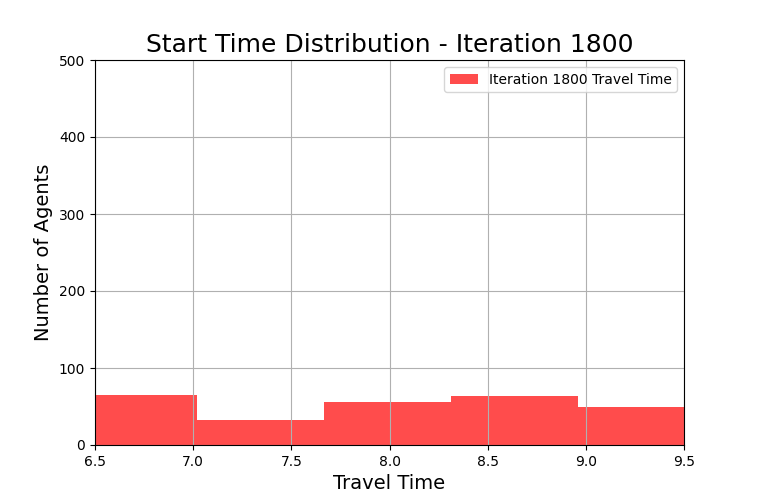 Start Time Distribution - Iteration 1800
Iteration 1800 Travel Time
Number of Agents
500
400
300
200
100
0
6.5 7.0 7.5 8.0 8.5 9.0 9.5
Travel Time